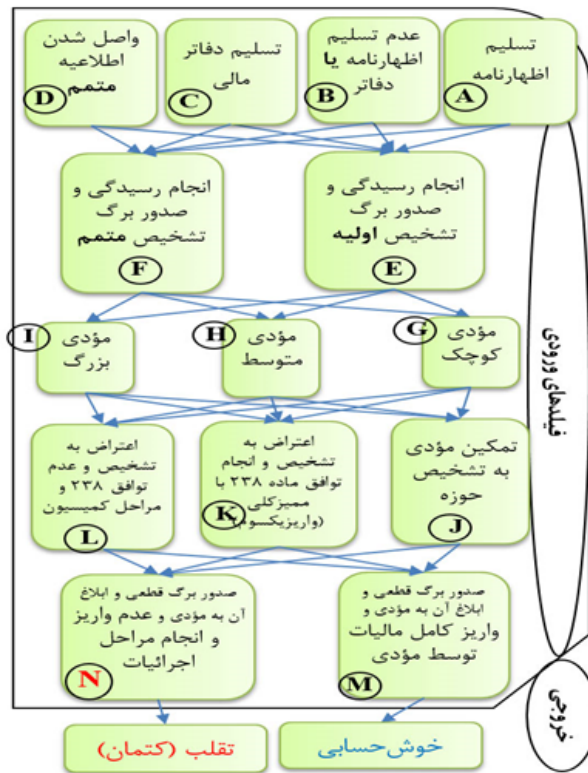 تسلیم
اظهارنامه
A
عدم تسلیم
اظهارنامه یا
دفاتر
B
تسلیم دفاتر
مالی
C
واصل شدن
اطلاعیه
متمم
D
انجام رسیدگی و
صدور برگ
تشخیص اولیه
E
انجام رسیدگی و
صدور برگ
تشخیص متمم
F
مؤدی
کوچک
G
مؤدی
متوسط
H
مؤدی
بزرگ
I
تمکین مؤدی
به تشخیص
حوزه
J
اعتراض به
تشخیص و انجام
توافق ماده ۲۳۸ با
ممیزکلی
(واریزیکسوم)
K
اعتراض به
تشخیص و عدم
توافق ۲۳۸ و
مراحل کمیسیون
L
صدور برگ قطعی و
ابلاغ آن به مؤدی و
واریز کامل مالیات
توسط مؤدی
M
صدور برگ قطعی و ابلاغ
آن به مؤدی و عدم واریز
و انجام مراحل
اجرائیات
N
خوش‌حسابی
تقلب (کتمان)
فیلدهای ورودی
خروجی